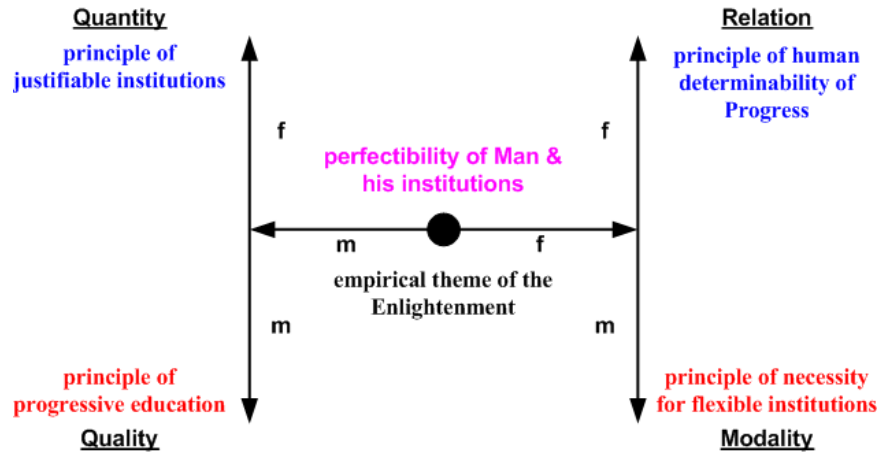 Quantity
principle of
justifiable institutions
Relation
principle of human
determinability of
Progress
f
f
perfectibility of Man &
his institutions
m
f
empirical theme of the
Enlightenment
m
m
principle of
progressive education
Quality
principle of necessity
for flexible institutions
Modality